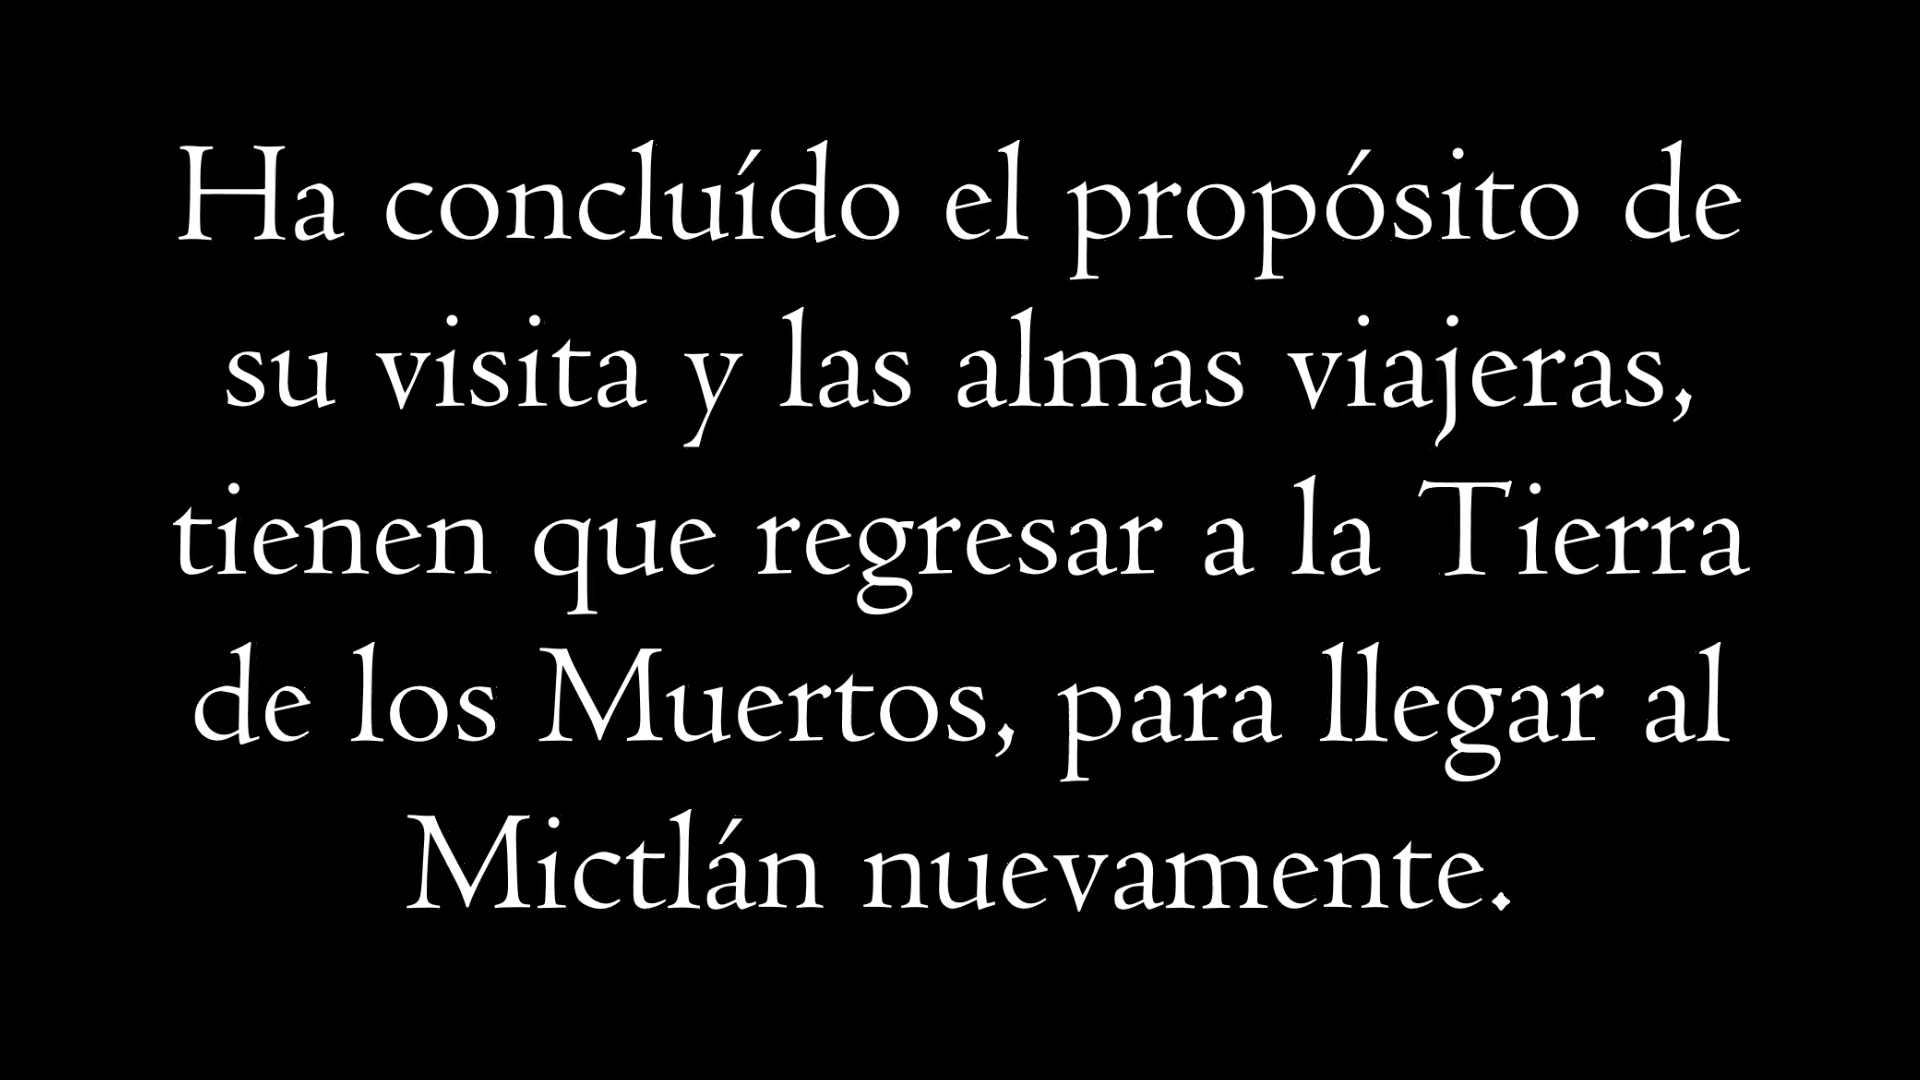 Ha concluído el propósito de
su visita y las almas viajeras,
tienen que regresar a la Tierra
de los Muertos, para llegar al
Mictlán nuevamente.